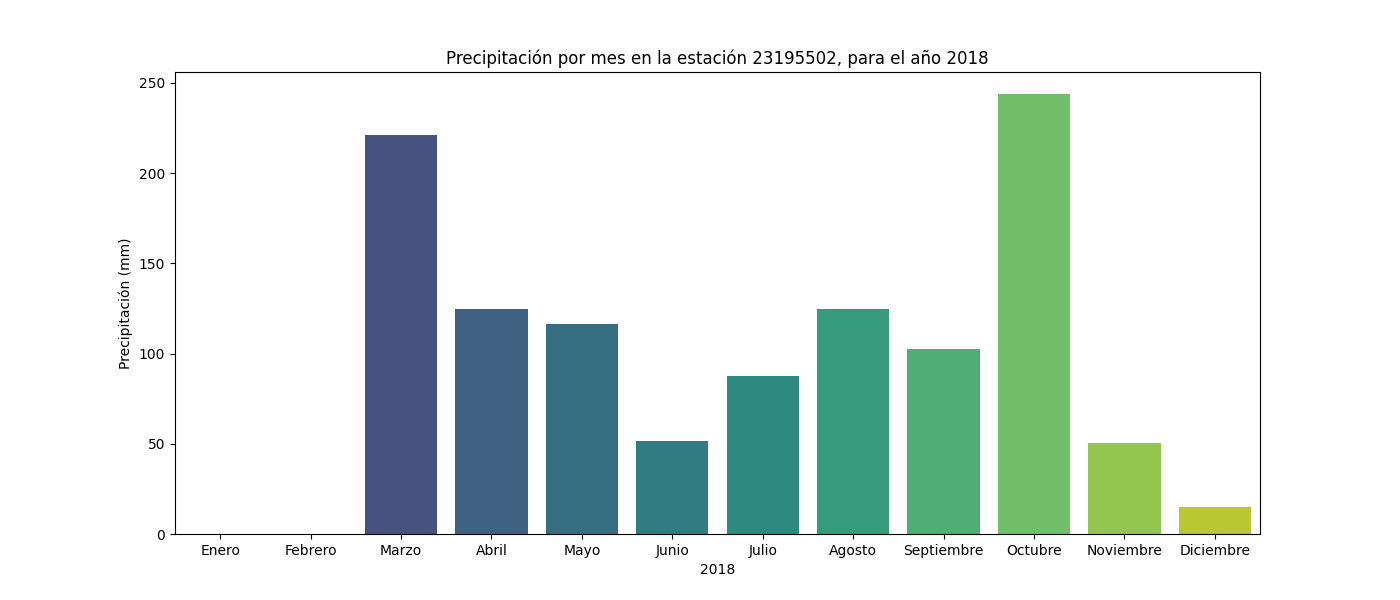 Precipitación por mes en la estación 23195502, para el año 2018
250
200
150
100
50
0
Precipitación (mm)
Enero Febrero Marzo Abril Mayo Junio Julio Agosto Septiembre Octubre Noviembre Diciembre
2018